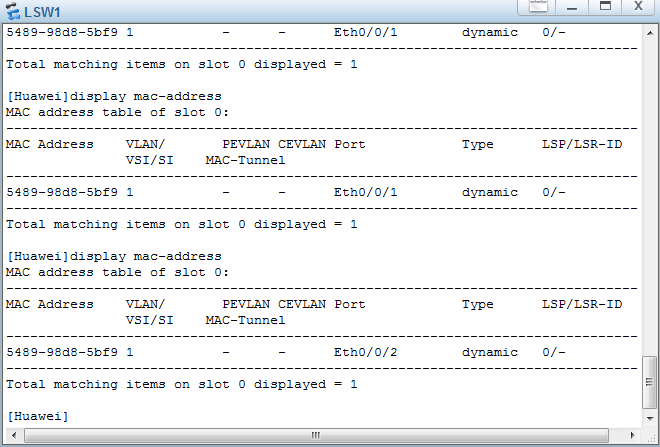 LSW1
5489-98d8-5bf9 1           -      -      Eth0/0/1        dynamic   0/-
-------------------------------------------------------------------------------
Total matching items on slot 0 displayed = 1
[Huawei]display mac-address
MAC address table of slot 0:
-------------------------------------------------------------------------------
MAC Address    VLAN/       PEVLAN CEVLAN Port            Type      LSP/LSR-ID
               VSI/SI    MAC-Tunnel
-------------------------------------------------------------------------------
5489-98d8-5bf9 1           -      -      Eth0/0/1        dynamic   0/-
-------------------------------------------------------------------------------
Total matching items on slot 0 displayed = 1
[Huawei]display mac-address
MAC address table of slot 0:
-------------------------------------------------------------------------------
MAC Address    VLAN/       PEVLAN CEVLAN Port            Type      LSP/LSR-ID
               VSI/SI    MAC-Tunnel
-------------------------------------------------------------------------------
5489-98d8-5bf9 1           -      -      Eth0/0/2        dynamic   0/-
-------------------------------------------------------------------------------
Total matching items on slot 0 displayed = 1
[Huawei]